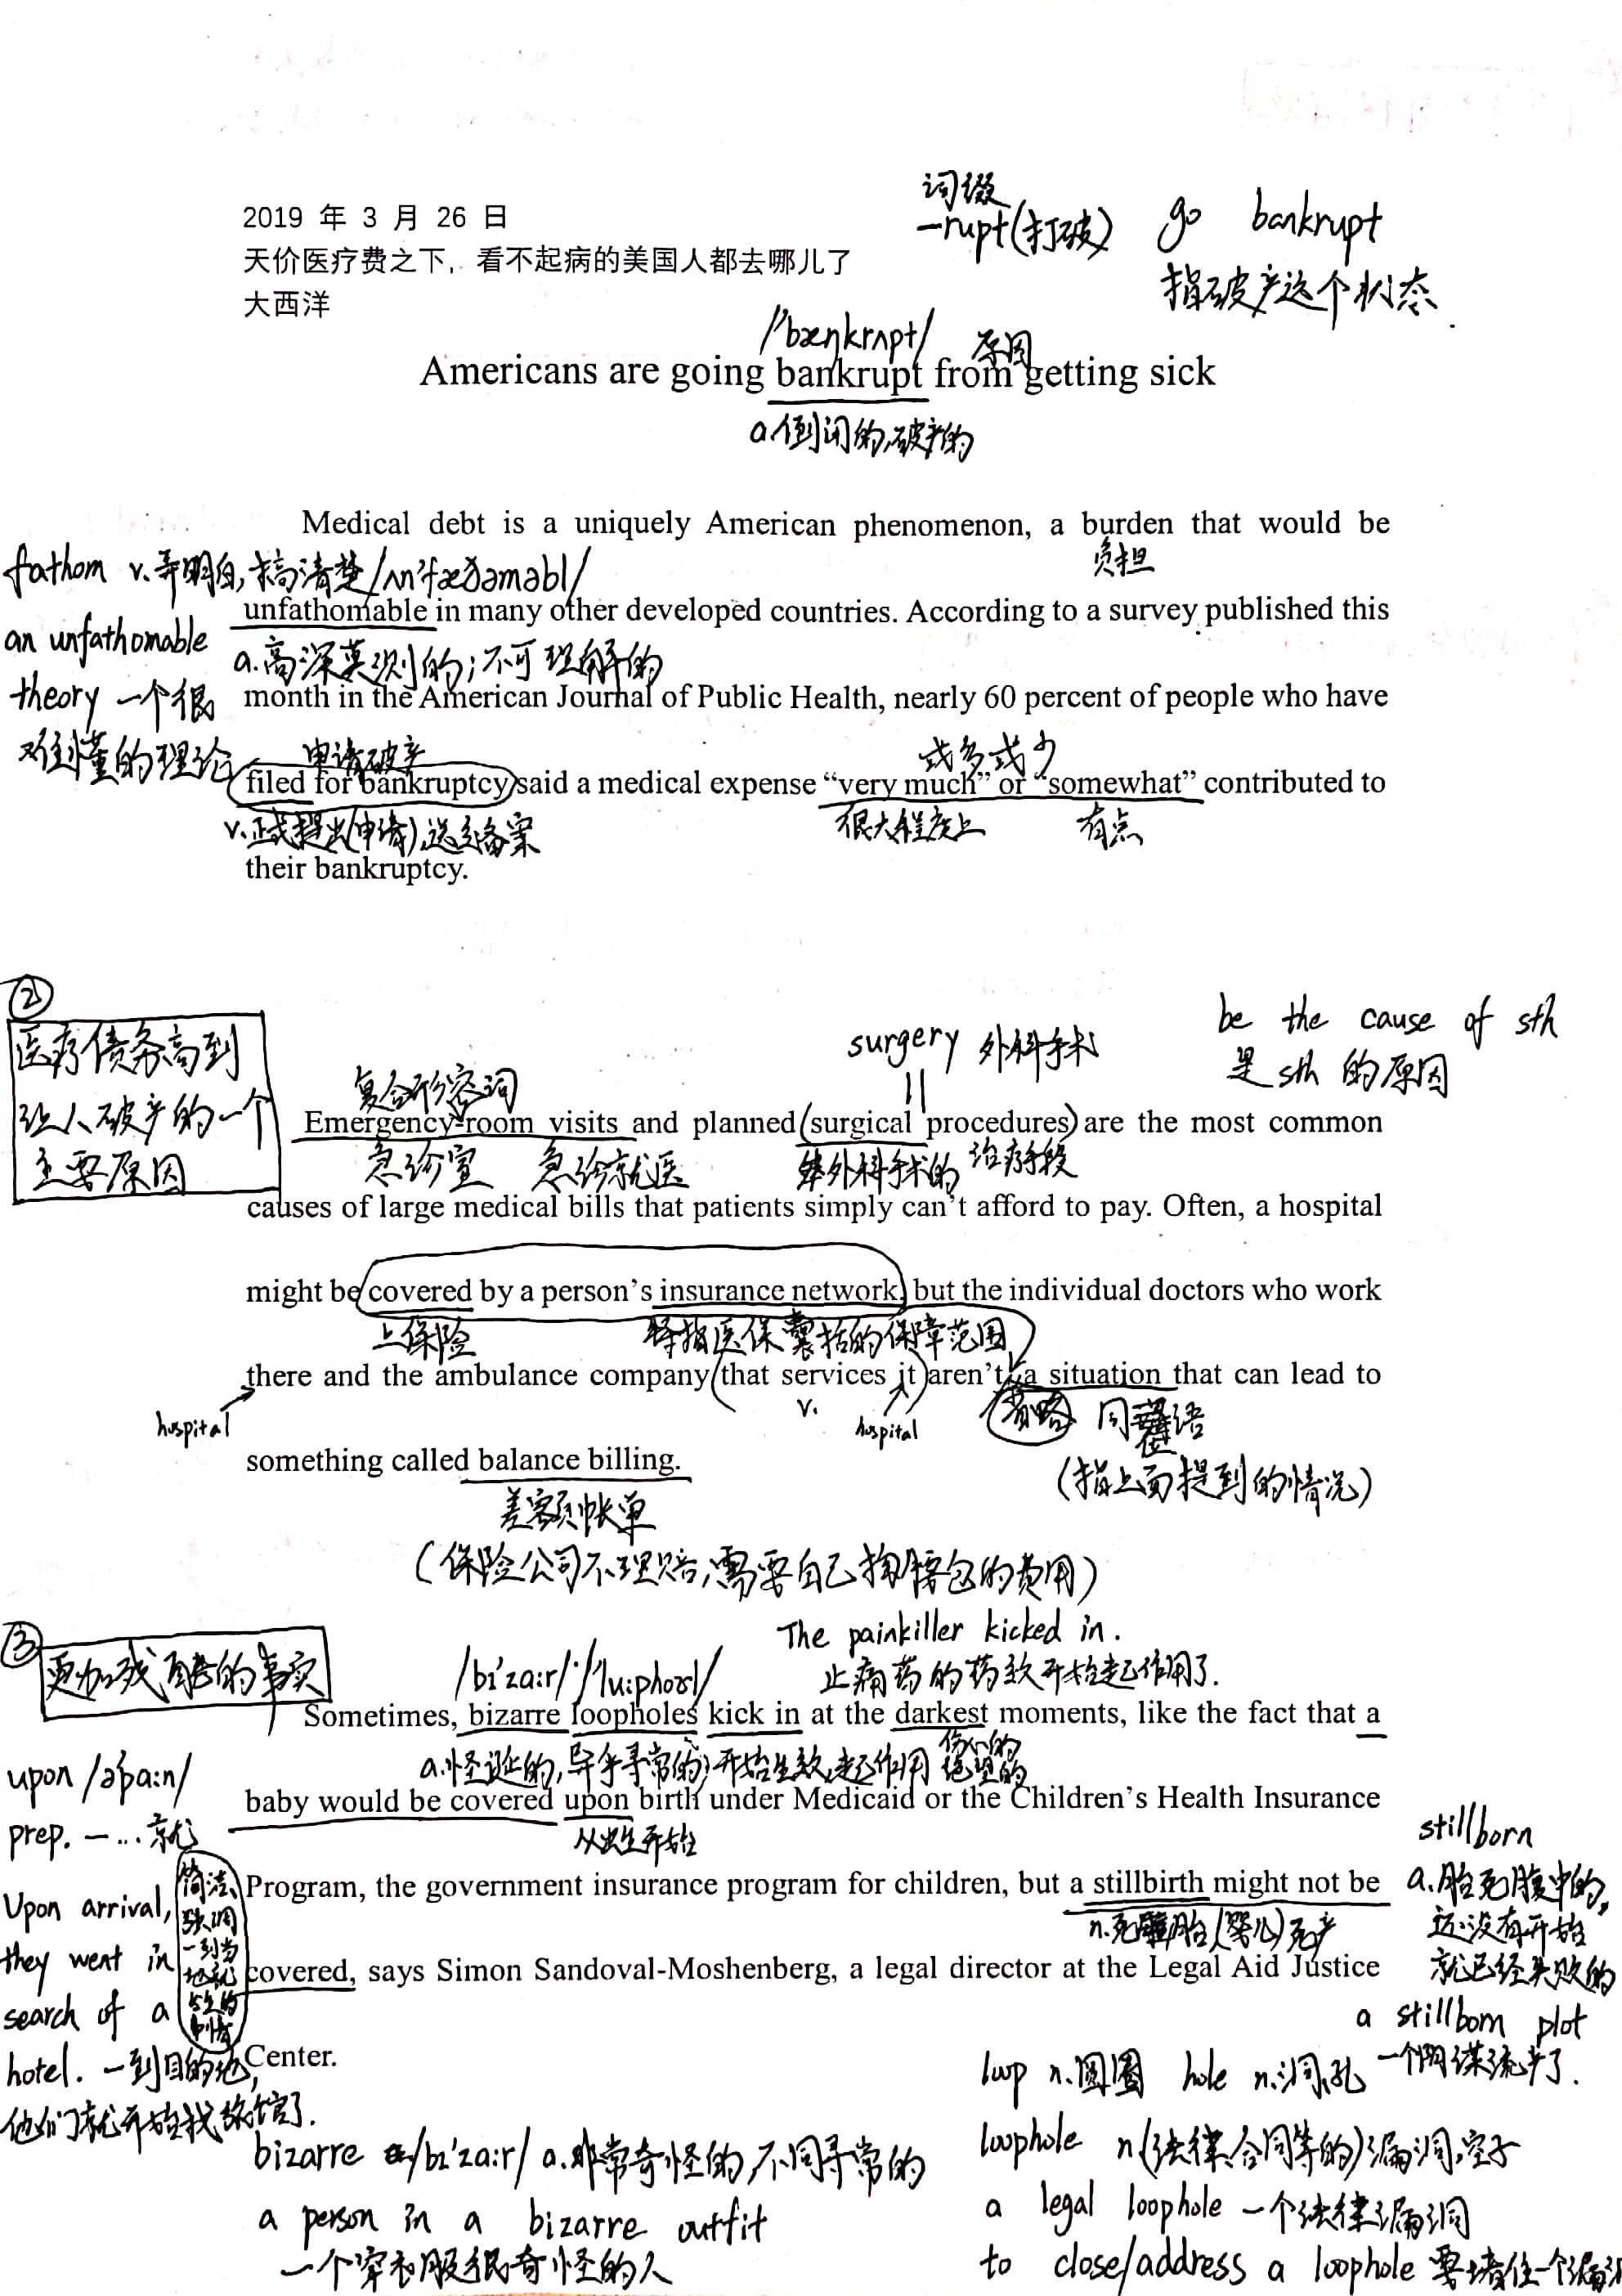 词缀
-rupt(打破)
go bankrupt
指破产这个状态.
2019 年 3 月 26 日
天价医疗费之下，看不起病的美国人都去哪儿了
大西洋
/'bæŋkrʌpt/
原因
Americans are going bankrupt from getting sick
a.倒闭的,破产的
Medical debt is a uniquely American phenomenon, a burden that would be
负担
fathom v.弄明白,搞清楚/ʌn'fæðəməbl/
unfathomable in many other developed countries. According to a survey published this
an unfathomable
a.高深莫测的;不可理解的
theory 一个很
month in the American Journal of Public Health, nearly 60 percent of people who have
难懂的理论
申请破产
或多或少
filed for bankruptcy said a medical expense “very much” or “somewhat” contributed to
v.正式提出(申请),送交备案
很大程度上
有点
their bankruptcy.
②
医疗债务高到
让人破产的一个
主要原因
surgery 外科手术
be the cause of sth
是 sth 的原因
复合形容词
Emergency-room visits and planned surgical procedures are the most common
急诊室
急诊就医
外科手术的
治疗手段
causes of large medical bills that patients simply can’t afford to pay. Often, a hospital
might be covered by a person’s insurance network, but the individual doctors who work
上保险
特指医保囊括的保障范围
there and the ambulance company that services it aren’t, a situation that can lead to
hospital
v.
hospital
省略
同位语
(指上面提到的情况)
something called balance billing.
差额帐单
(保险公司不理赔,需要自己掏腰包的费用)
③
更加残酷的事实
The painkiller kicked in.
止痛药的药效开始起作用了.
/bɪ'zɑ:r/
/'lu:phoʊl/
Sometimes, bizarre loopholes kick in at the darkest moments, like the fact that a
a.怪诞的,异乎寻常的;开始生效,起作用
伤心的
绝望的
baby would be covered upon birth under Medicaid or the Children’s Health Insurance
从出生开始
upon /ə'pɑ:n/
prep. 一…就
Upon arrival,
they went in
search of a
hotel. 一到目的地,
他们就开始找旅馆了.
简洁、
强调
一到当
地就
发生的
事情
Program, the government insurance program for children, but a stillbirth might not be
n.死胎(婴儿)死产
stillborn
a.胎死腹中的,
还没有开始
就已经失败的
a stillborn plot
一个阴谋流产了.
covered, says Simon Sandoval-Moshenberg, a legal director at the Legal Aid Justice
Center.
loop n.圆圈 hole n.洞,孔
bizarre /bɪ'zɑ:r/ a.非常奇怪的,不同寻常的
a person in a bizarre outfit
一个穿衣服很奇怪的人
loophole n(法律,合同等的)漏洞,空子
a legal loophole 一个法律漏洞
to close/address a loophole 要堵住一个漏洞